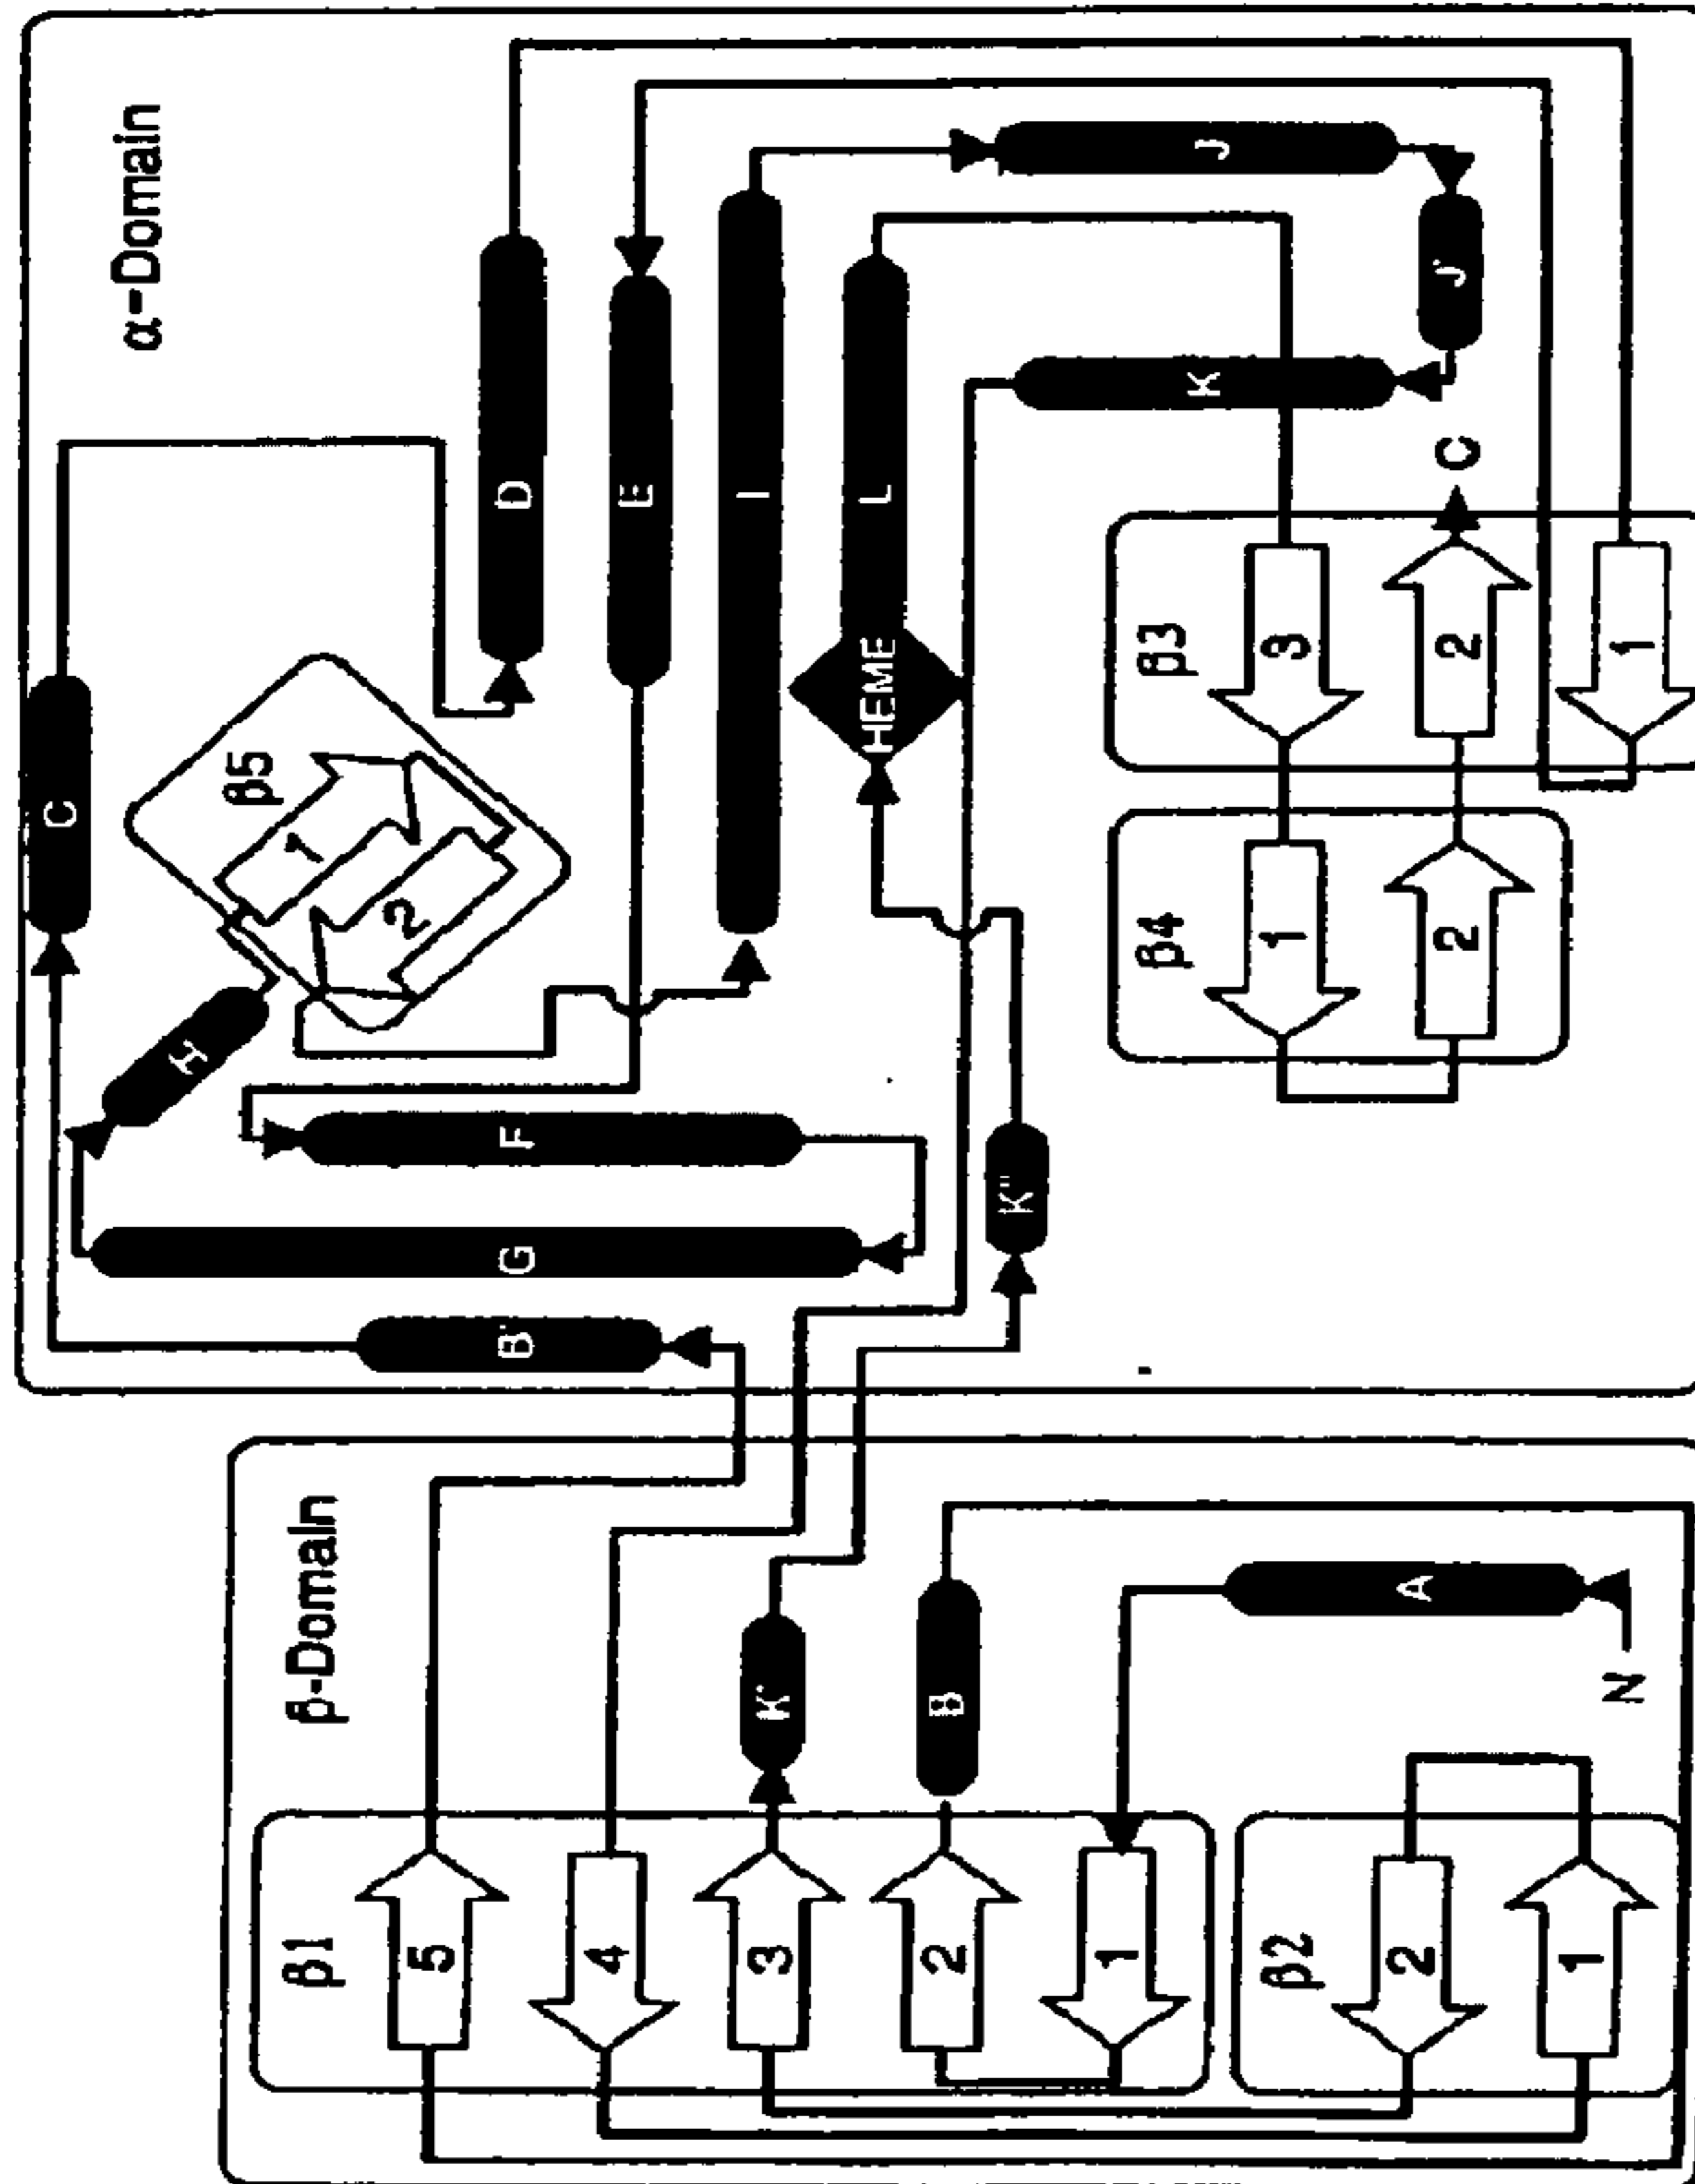 α-Domain
C
β5
1
2
H
D
E
I
HEME
L
J
J'
K
F
G
B'
K"
β3
3
2
1
C
β4
1
2
β-Domain
β1
5
4
3
2
1
K'
B
A
N
β2
2
1